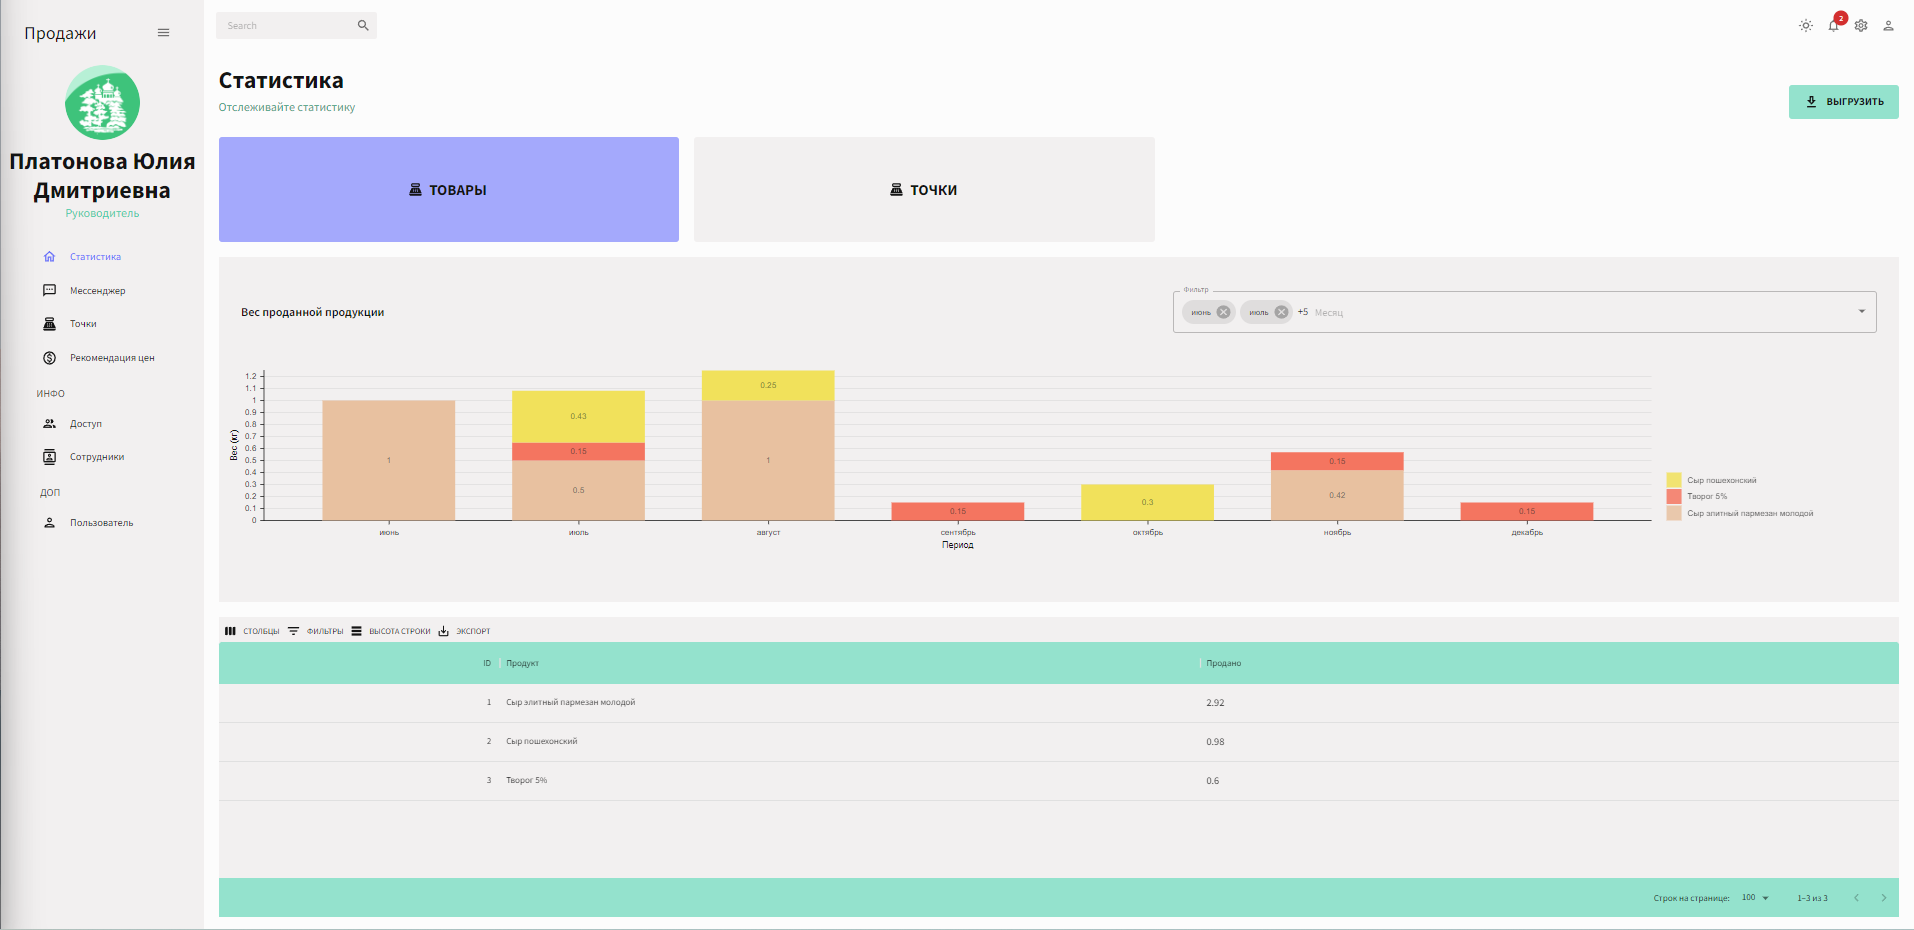 Продажи
Платонова Юлия
Дмитриевна
Руководитель
Статистика
Мессенджер
Точки
Рекомендация цен
ИНФО
Доступ
Сотрудники
ДОП
Пользователь
Search
2
Статистика
Отслеживайте статистику
ВЫГРУЗИТЬ
ТОВАРЫ
ТОЧКИ
Вес проданной продукции
Фильтр
июнь июль +5 Месяц
Вес (кг)
1.2
1.1
1
0.9
0.8
0.7
0.6
0.5
0.4
0.3
0.2
0.1
0
1
0.43
0.15
0.5
0.25
1
0.15
0.3
0.15
0.42
0.15
июнь июль август сентябрь октябрь ноябрь декабрь
Период
Сыр пошехонский
Творог 5%
Сыр элитный пармезан молодой
СТОЛБЦЫ ФИЛЬТРЫ ВЫСОТА СТРОКИ ЭКСПОРТ
ID Продукт Продано
1 Сыр элитный пармезан молодой 2.92
2 Сыр пошехонский 0.98
3 Творог 5% 0.6
Строк на странице: 100 1–3 из 3